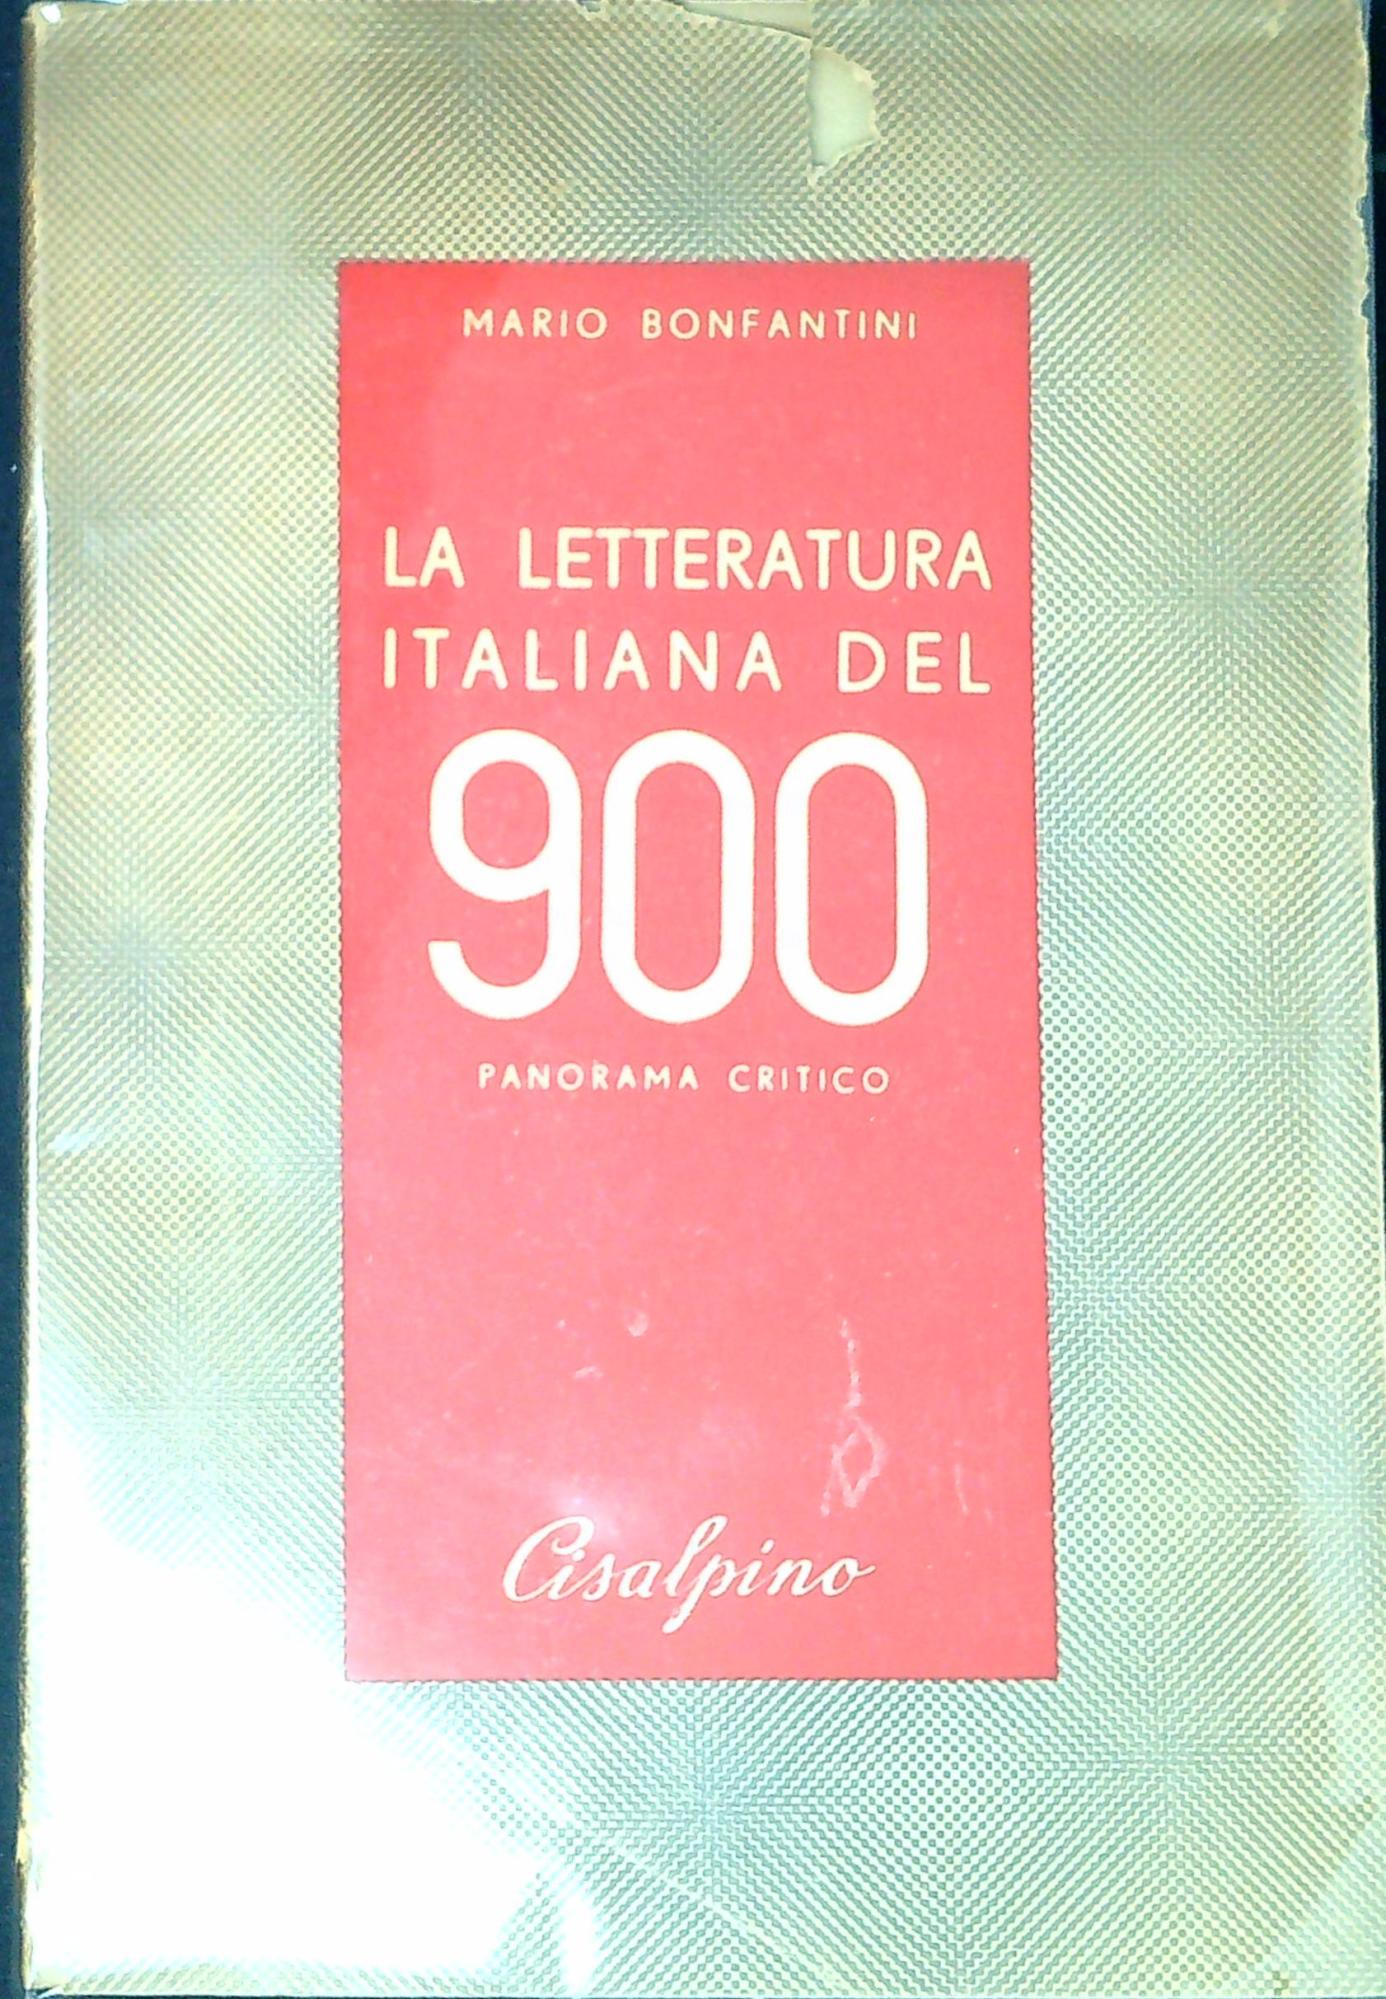 MARIO BONFANTINI
LA LETTERATURA
ITALIANA DEL
900
PANORAMA CRITICO
Cisalpino